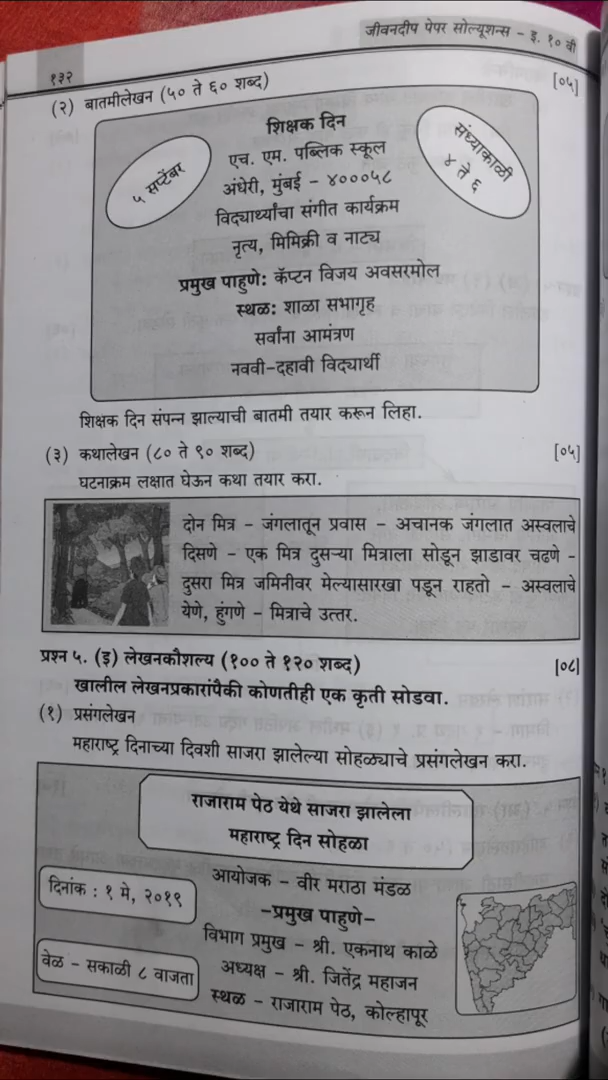 जीवनदीप पेपर सोल्यूशन्स - इ. १० वी
१३२
(२) बातमीलेखन (५० ते ६० शब्द)
[०५]
शिक्षक दिन
५ सप्टेंबर
संध्याकाळी
४ ते ६
एच. एम. पब्लिक स्कूल
अंधेरी, मुंबई - ४०००५८
विद्यार्थ्यांचा संगीत कार्यक्रम
नृत्य, मिमिक्री व नाट्य
प्रमुख पाहुणे: कॅप्टन विजय अवसरमोल
स्थळ: शाळा सभागृह
सर्वांना आमंत्रण
नववी-दहावी विद्यार्थी
शिक्षक दिन संपन्न झाल्याची बातमी तयार करून लिहा.
(३) कथालेखन (८० ते ९० शब्द)
[०५]
घटनाक्रम लक्षात घेऊन कथा तयार करा.
दोन मित्र - जंगलातून प्रवास - अचानक जंगलात अस्वलाचे
दिसणे - एक मित्र दुसऱ्या मित्राला सोडून झाडावर चढणे -
दुसरा मित्र जमिनीवर मेल्यासारखा पडून राहतो - अस्वलाचे
येणे, हुंगणे - मित्राचे उत्तर.
प्रश्न ५. (इ) लेखनकौशल्य (१०० ते १२० शब्द)
[०८]
खालील लेखनप्रकारांपैकी कोणतीही एक कृती सोडवा.
(१) प्रसंगलेखन
महाराष्ट्र दिनाच्या दिवशी साजरा झालेल्या सोहळ्याचे प्रसंगलेखन करा.
राजाराम पेठ येथे साजरा झालेला
महाराष्ट्र दिन सोहळा
दिनांक : १ मे, २०१९
वेळ - सकाळी ८ वाजता
आयोजक - वीर मराठा मंडळ
-प्रमुख पाहुणे-
विभाग प्रमुख - श्री. एकनाथ काळे
अध्यक्ष - श्री. जितेंद्र महाजन
स्थळ - राजाराम पेठ, कोल्हापूर